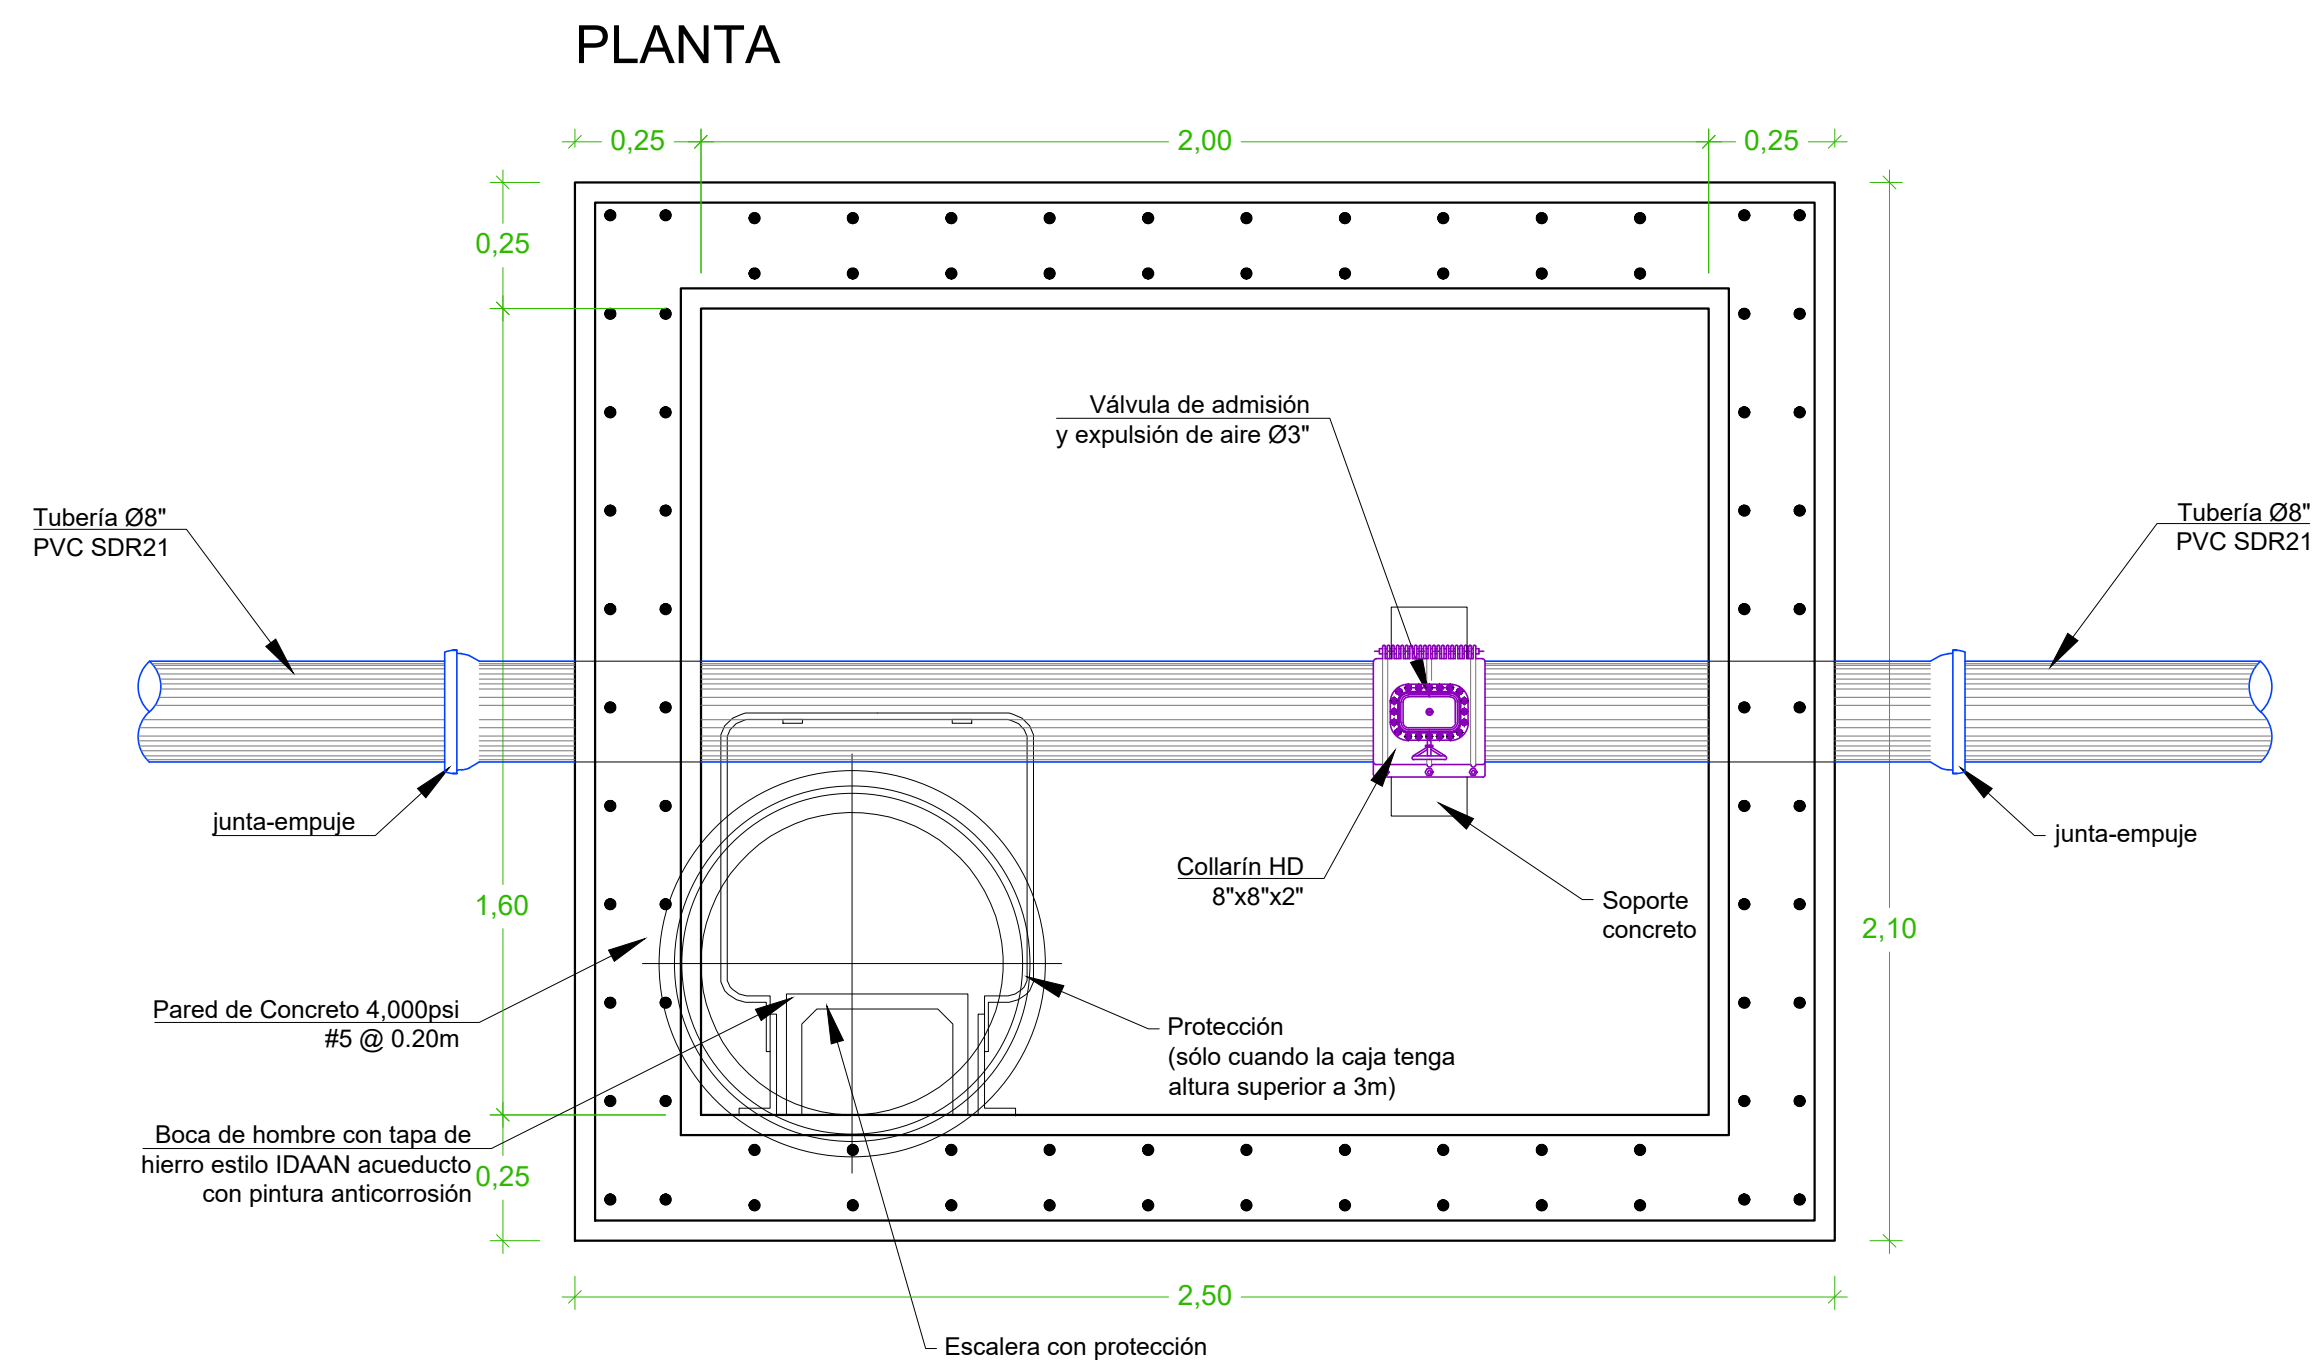 PLANTA
0,25
2,00
0,25
0,25
Válvula de admisión
y expulsión de aire Ø3"
Tubería Ø8"
PVC SDR21
Tubería Ø8"
PVC SDR21
junta-empuje
junta-empuje
Collarín HD
8"x8"x2"
Soporte
concreto
1,60
2,10
Pared de Concreto 4,000psi
#5 @ 0.20m
Protección
(sólo cuando la caja tenga
altura superior a 3m)
Boca de hombre con tapa de
hierro estilo IDAAN acueducto
con pintura anticorrosión
0,25
2,50
Escalera con protección